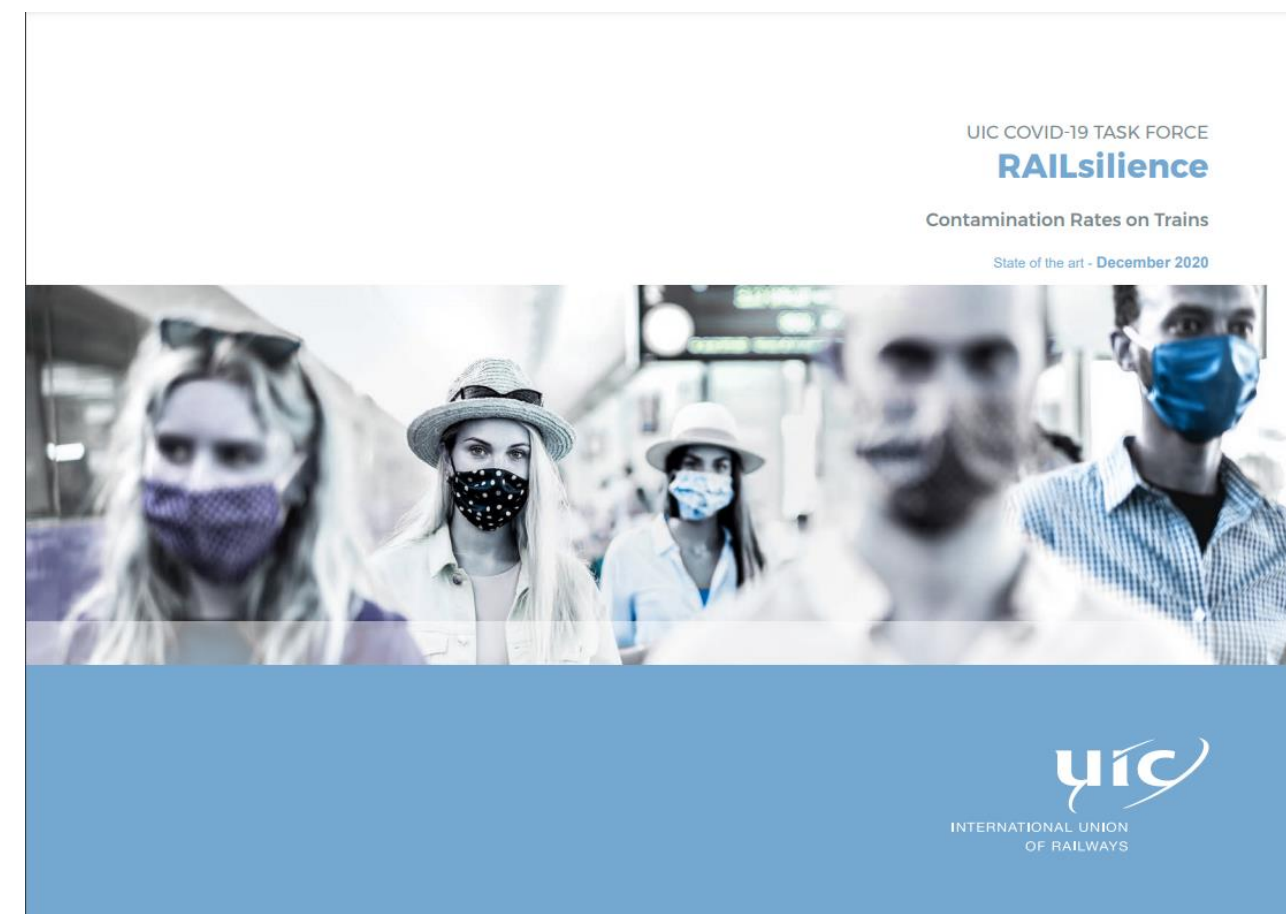 UIC COVID-19 TASK FORCE
RAILsilience
Contamination Rates on Trains
State of the art - December 2020
uic
INTERNATIONAL UNION
OF RAILWAYS